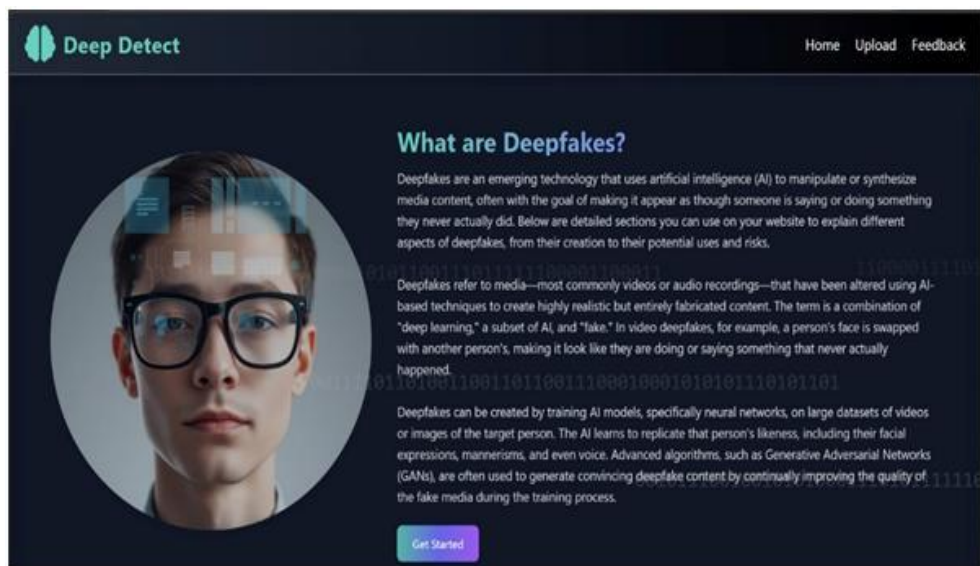 Deep Detect
Home Upload Feedback
What are Deepfakes?
Deepfakes are an emerging technology that uses artificial intelligence (AI) to manipulate or synthesize
media content, often with the goal of making it appear as though someone is saying or doing something
they never actually did. Below are detailed sections you can use on your website to explain different
aspects of deepfakes, from their creation to their potential uses and risks.
Deepfakes refer to media—most commonly videos or audio recordings—that have been altered using AI-
based techniques to create highly realistic but entirely fabricated content. The term is a combination of
"deep learning," a subset of AI, and "fake." In video deepfakes, for example, a person's face is swapped
with another person's, making it look like they are doing or saying something that never actually
happened.
Deepfakes can be created by training AI models, specifically neural networks, on large datasets of videos
or images of the target person. The AI learns to replicate that person's likeness, including their facial
expressions, mannerisms, and even voice. Advanced algorithms, such as Generative Adversarial Networks
(GANs), are often used to generate convincing deepfake content by continually improving the quality of
the fake media during the training process.
Get Started